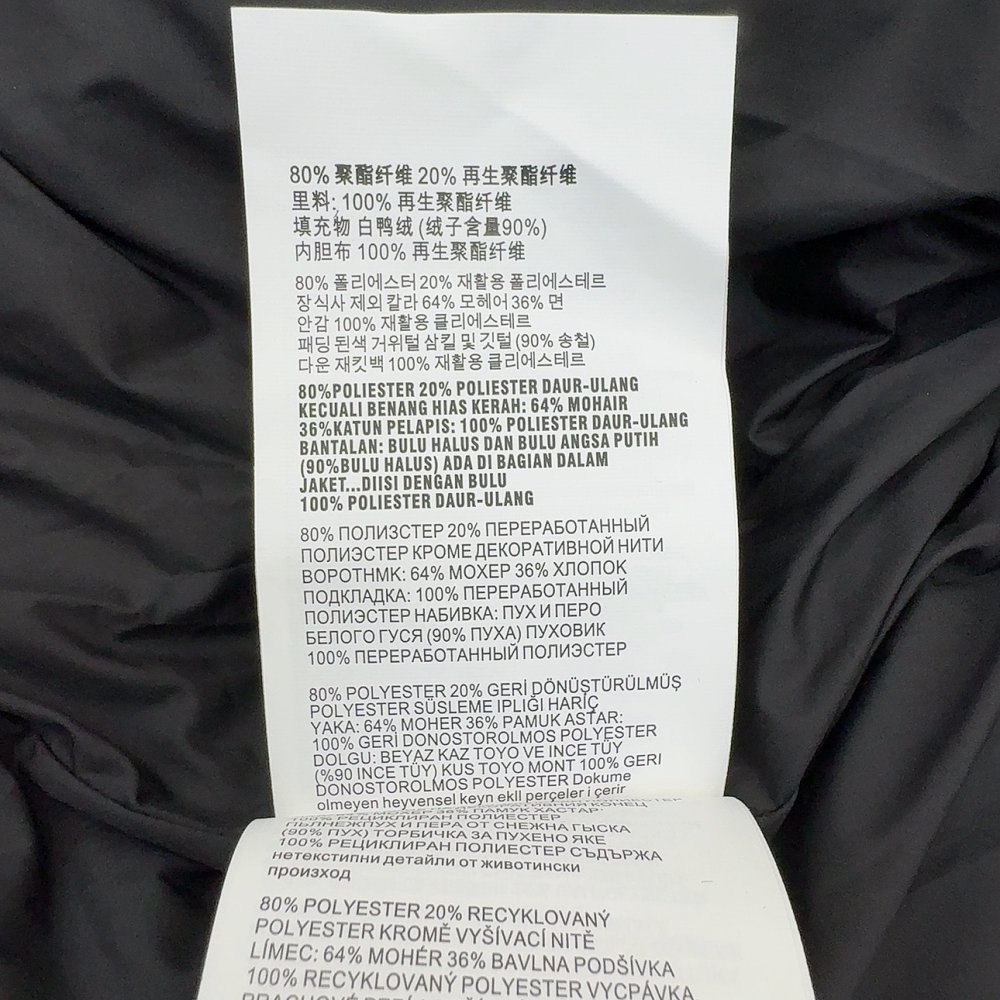 80% 聚酯纤维 20% 再生聚酯纤维
里料: 100% 再生聚酯纤维
填充物 白鸭绒 (绒子含量90%)
内胆布 100% 再生聚酯纤维
80% 폴리에스터 20% 재활용 폴리에스테르
장식사 제외 칼라 64% 모헤어 36% 면
안감 100% 재활용 클리에스테르
패딩 흰색 거위털 삼킬 및 깃털 (90% 송철)
다운 재킷백 100% 재활용 클리에스테르
80%POLIESTER 20% POLIESTER DAUR-ULANG
KECUALI BENANG HIAS KERAH: 64% MOHAIR
36%KATUN PELAPIS: 100% POLIESTER DAUR-ULANG
BANTALAN: BULU HALUS DAN BULU ANGSA PUTIH
(90%BULU HALUS) ADA DI BAGIAN DALAM
JAKET...DIISI DENGAN BULU
100% POLIESTER DAUR-ULANG
80% ПОЛИЗСТЕР 20% ПЕРЕРАБОТАННЫЙ
ПОЛИЭСТЕР КРОМЕ ДЕКОРАТИВНОЙ НИТИ
ВОРОТНМК: 64% МОХЕР 36% ХЛОПОК
ПОДКЛАДКА: 100% ПЕРЕРАБОТАННЫЙ
ПОЛИЭСТЕР НАБИВКА: ПУХ И ПЕРО
БЕЛОГО ГУСЯ (90% ПУХА) ПУХОВИК
100% ПЕРЕРАБОТАННЫЙ ПОЛИЭСТЕР
80% POLYESTER 20% GERİ DÖNÜŞTÜRÜLMÜŞ
POLYESTER SÜSLEME IPLIĞI HARİÇ
YAKA: 64% MOHER 36% PAMUK ASTAR:
100% GERİ DONOSTOROLMOS POLYESTER
DOLGU: BEYAZ KAZ TOYO VE INCE TÜY
(%90 INCE TÜY) KUS TOYO MONT 100% GERI
DONOSTOROLMOS POLYESTER Dokume
olmeyen heyvensel keyn ekli perçeler i çerir
36% ПАМУК ХАСТАР
100% РЕЦИКЛИРАН ПОЛИЕСТЕР
ПЪЛНЕЖПУХ И ПЕРА ОТ СНЕЖНА ГЫСКА
(90% ПУХ) ТОРБИЧКА ЗА ПУХЕНО ЯКЕ
100% РЕЦИКЛИРАН ПОЛИЕСТЕР СЪДЪРЖА
нетекстипни детайли от животински
произход
80% POLYESTER 20% RECYKLOVANÝ
POLYESTER KROMĚ VYŠÍVACÍ NITĚ
LÍMEC: 64% MOHÉR 36% BAVLNA PODŠÍVKA
100% RECYKLOVANÝ POLYESTER VYCPÁVKA